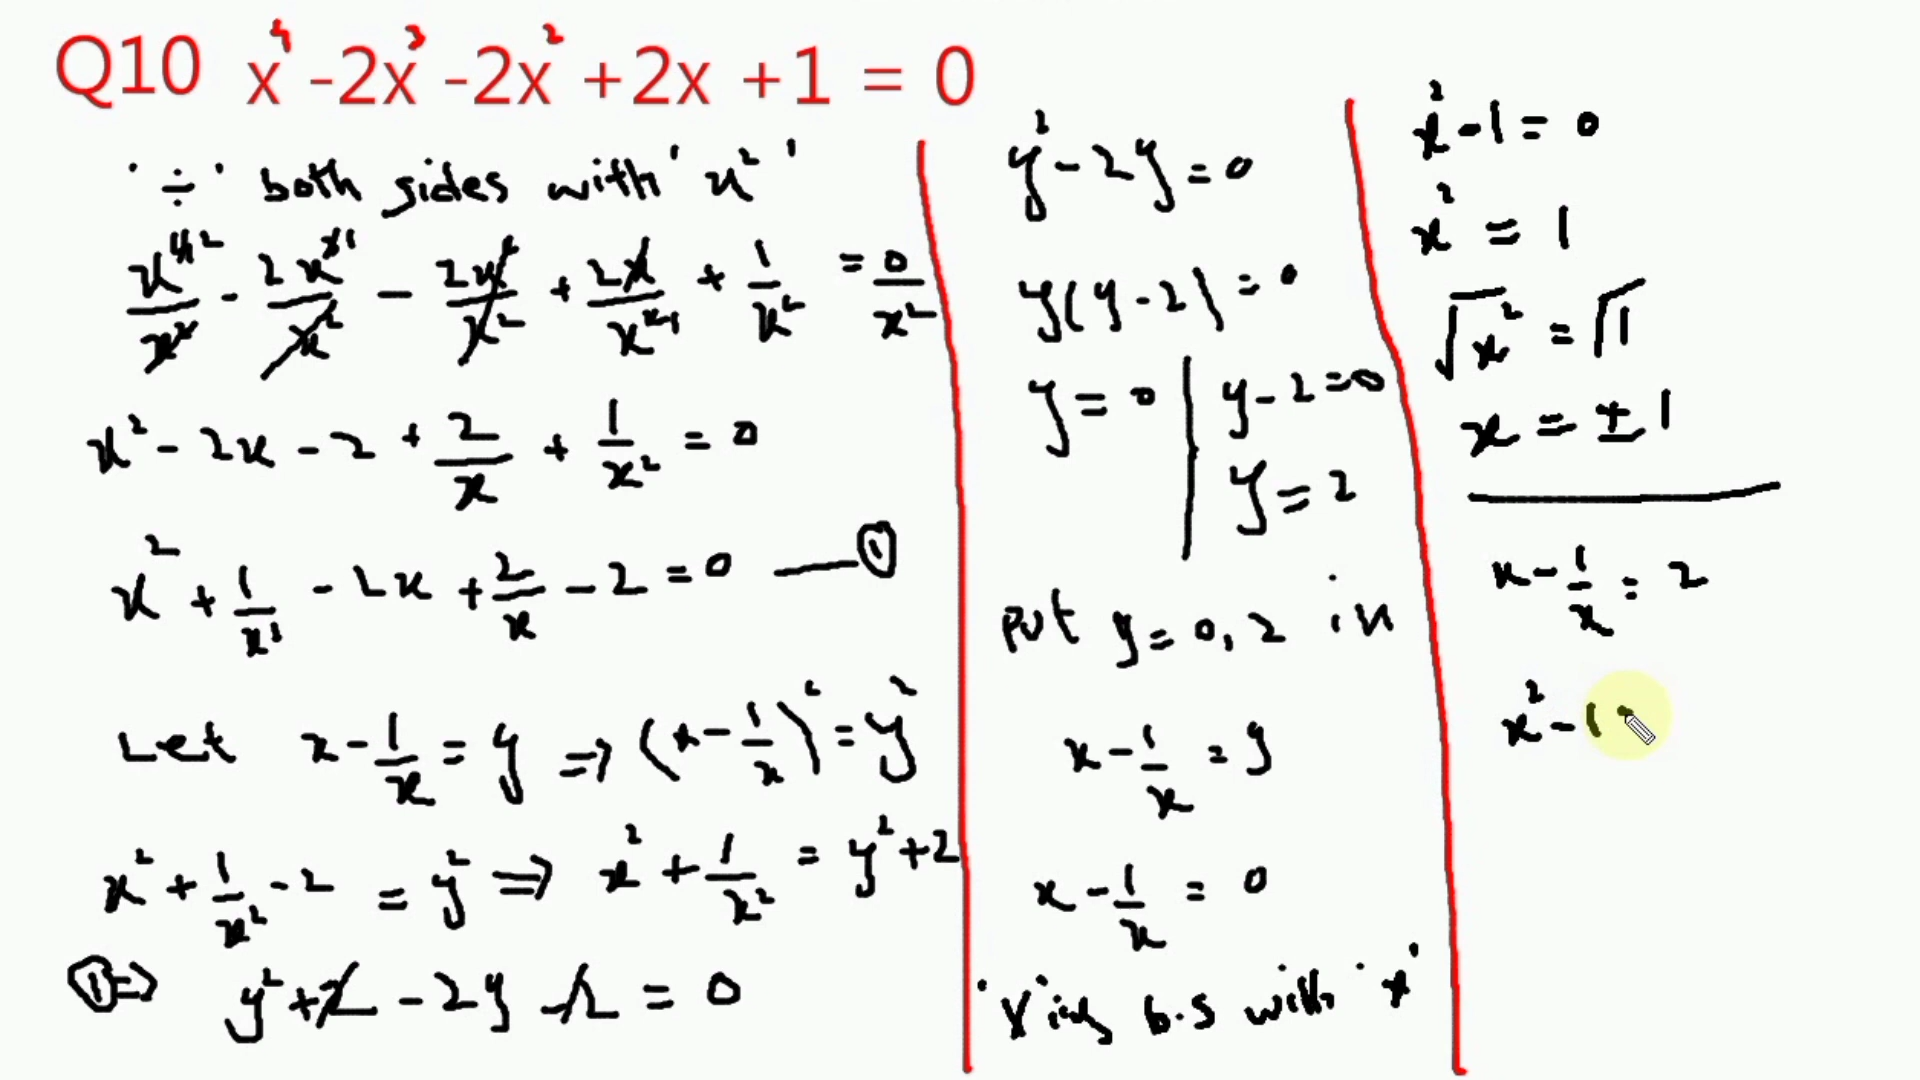 Q10 x⁴ -2x³ -2x² +2x +1 = 0
'÷' both sides with 'x²'
x⁴/x² - 2x³/x² - 2x²/x² + 2x/x² + 1/x² = 0/x²
x² - 2x - 2 + 2/x + 1/x² = 0
x² + 1/x² - 2x + 2/x - 2 = 0 —①
Let x - 1/x = y ⇒ (x - 1/x)² = y²
x² + 1/x² - 2 = y² ⇒ x² + 1/x² = y² + 2
①⇒ y² + 2 - 2y - 2 = 0
y² - 2y = 0
y(y - 2) = 0
y = 0 | y - 2 = 0
y = 2
Put y = 0, 2 in
x - 1/x = y
x - 1/x = 0
'X'ing b.s with 'x'
x² - 1 = 0
x² = 1
√x² = √1
x = ± 1
x - 1/x = 2
x² - 1